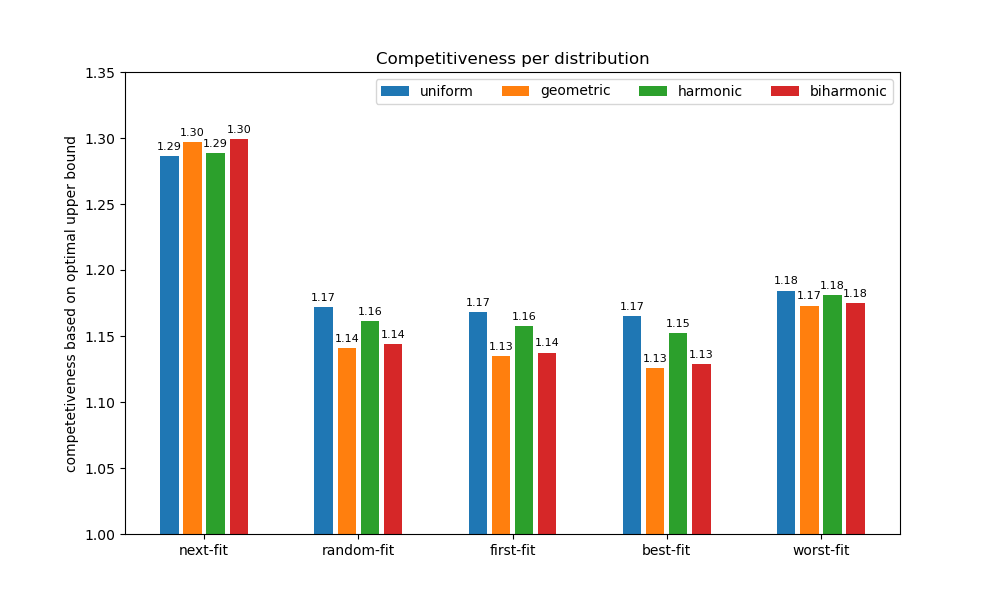 Competitiveness per distribution
uniform geometric harmonic biharmonic
competetiveness based on optimal upper bound
1.35
1.30
1.25
1.20
1.15
1.10
1.05
1.00
1.29 1.30 1.29 1.30
1.17 1.14 1.16 1.14
1.17 1.13 1.16 1.14
1.17 1.13 1.15 1.13
1.18 1.17 1.18 1.18
next-fit random-fit first-fit best-fit worst-fit